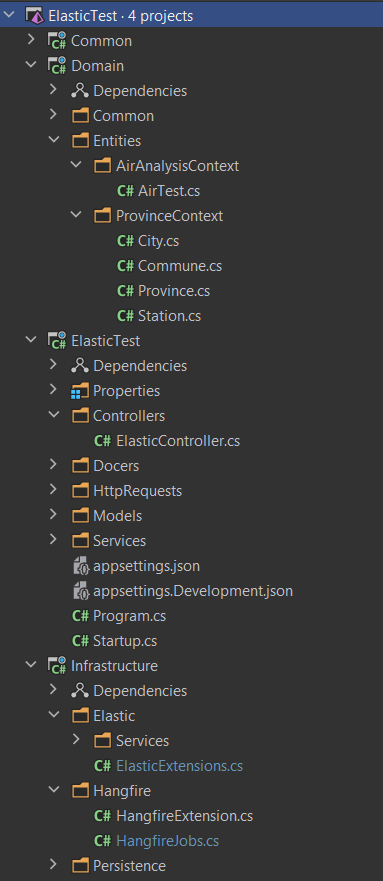 ElasticTest · 4 projects
C# Common
C# Domain
Dependencies
Common
Entities
AirAnalysisContext
C# AirTest.cs
ProvinceContext
C# City.cs
C# Commune.cs
C# Province.cs
C# Station.cs
C# ElasticTest
Dependencies
Properties
Controllers
C# ElasticController.cs
Docers
HttpRequests
Models
Services
appsettings.json
appsettings.Development.json
C# Program.cs
C# Startup.cs
C# Infrastructure
Dependencies
Elastic
Services
C# ElasticExtensions.cs
Hangfire
C# HangfireExtension.cs
C# HangfireJobs.cs
Persistence